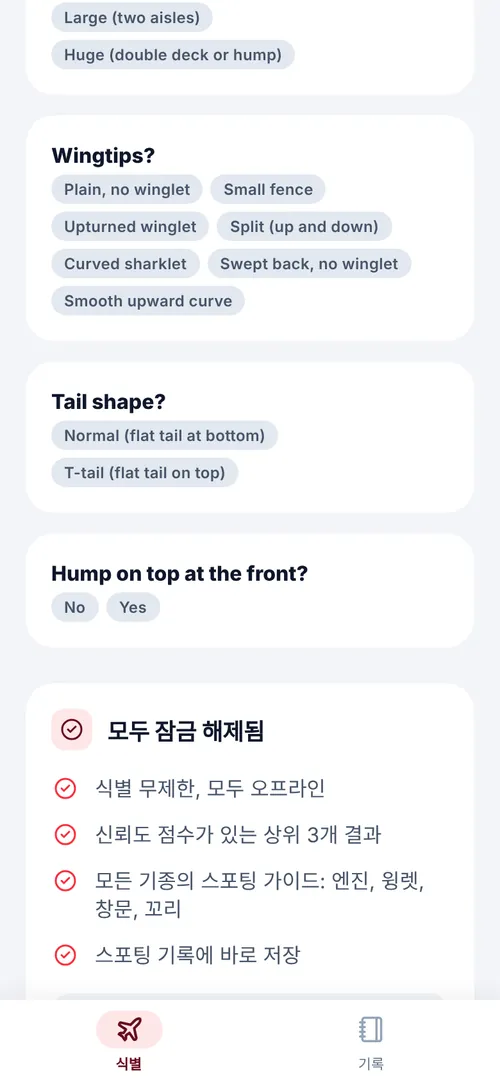 Large (two aisles)
Huge (double deck or hump)
Wingtips?
Plain, no winglet
Small fence
Upturned winglet
Split (up and down)
Curved sharklet
Swept back, no winglet
Smooth upward curve
Tail shape?
Normal (flat tail at bottom)
T-tail (flat tail on top)
Hump on top at the front?
No
Yes
모두 잠금 해제됨
식별 무제한, 모두 오프라인
신뢰도 점수가 있는 상위 3개 결과
모든 기종의 스포팅 가이드: 엔진, 윙렛,
창문, 꼬리
스포팅 기록에 바로 저장
식별
기록